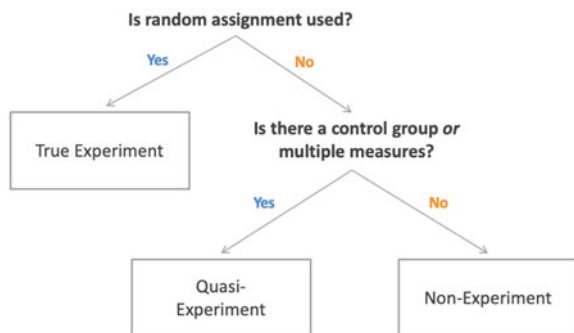 Is random assignment used?
Yes
No
True Experiment
Is there a control group or
multiple measures?
Yes
No
Quasi-
Experiment
Non-Experiment